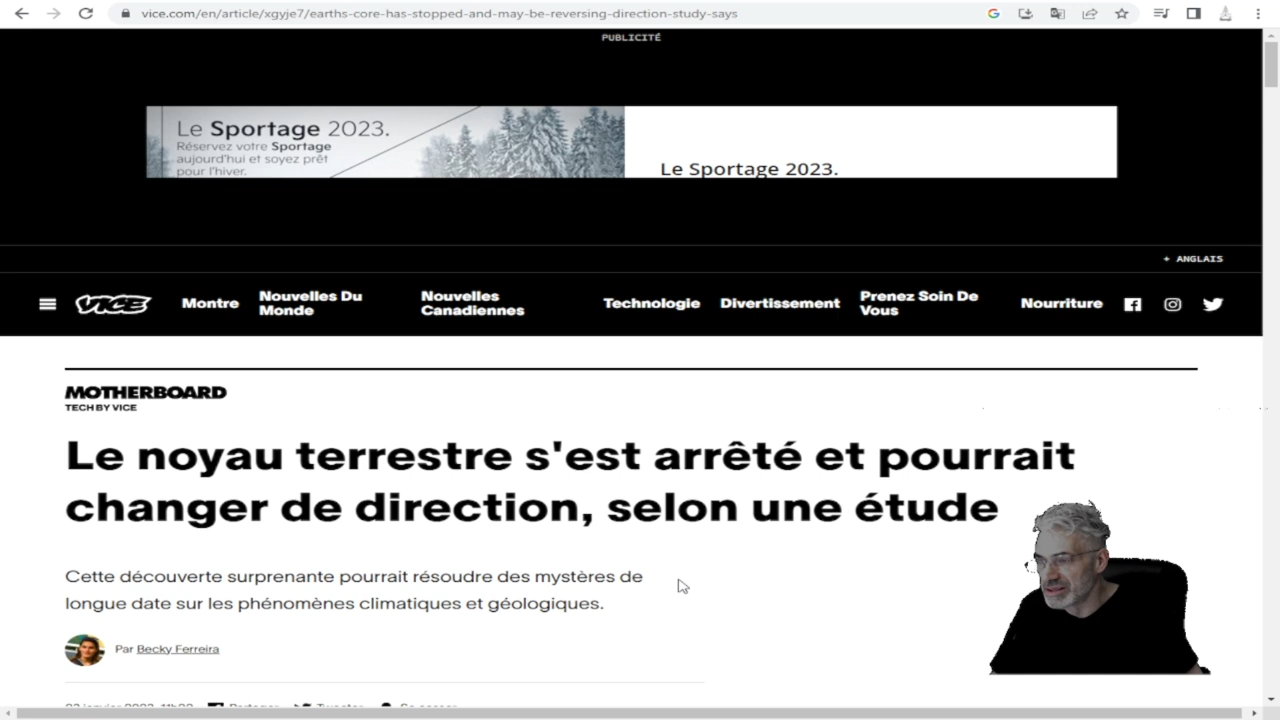 vice.com/en/article/xgyje7/earths-core-has-stopped-and-may-be-reversing-direction-study-says
PUBLICITÉ
Le Sportage 2023.
Réservez votre Sportage
aujourd'hui et soyez prêt
pour l'hiver.
Le Sportage 2023.
+ ANGLAIS
VICE
Montre
Nouvelles Du
Monde
Nouvelles
Canadiennes
Technologie
Divertissement
Prenez Soin De
Vous
Nourriture
MOTHERBOARD
TECH BY VICE
Le noyau terrestre s'est arrêté et pourrait
changer de direction, selon une étude
Cette découverte surprenante pourrait résoudre des mystères de
longue date sur les phénomènes climatiques et géologiques.
Par Becky Ferreira